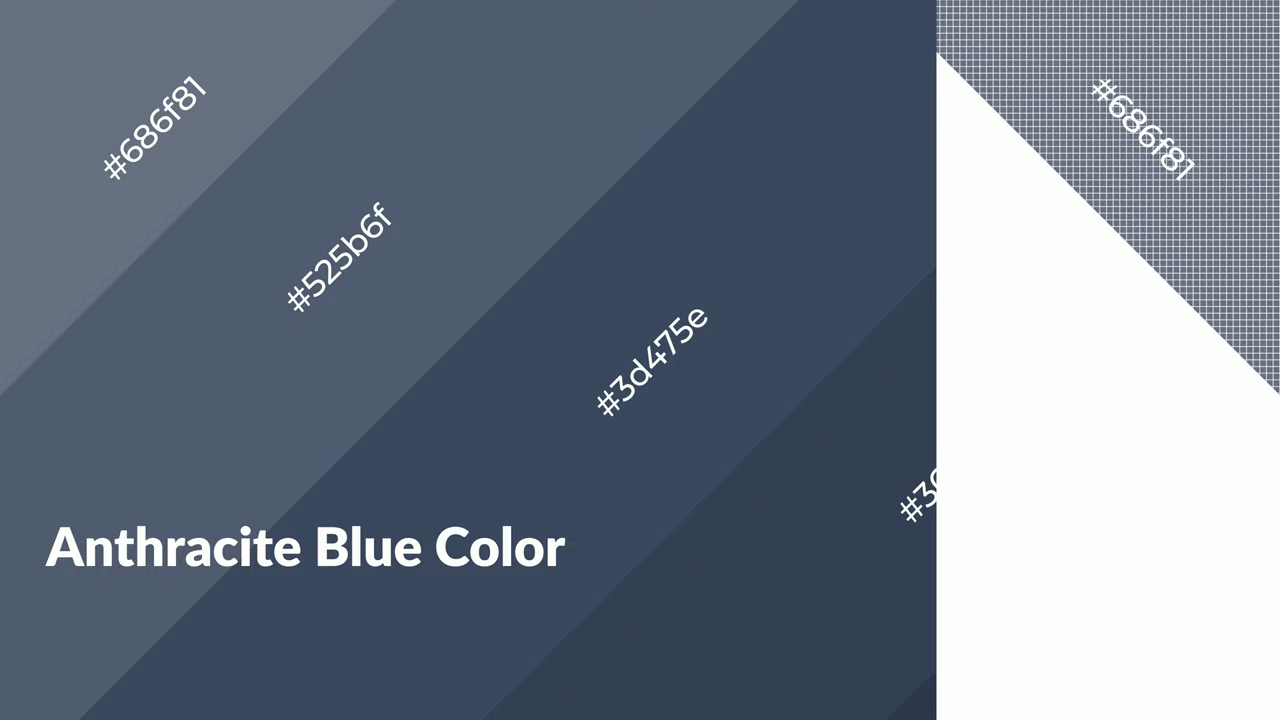 #686f81
#686f81
#525b6f
#3d475e
Anthracite Blue Color